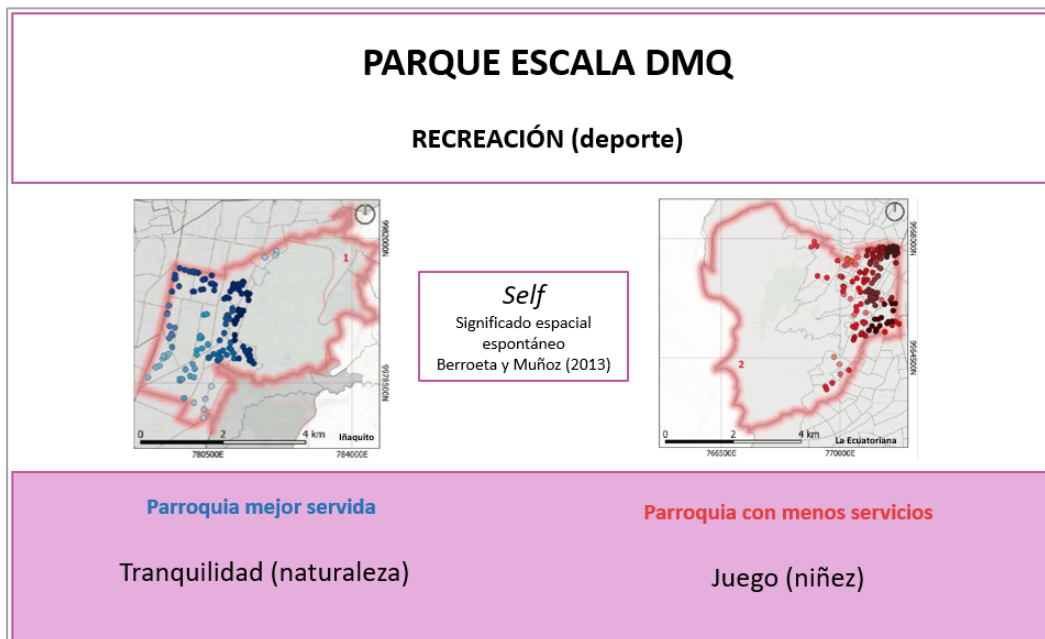 PARQUE ESCALA DMQ
RECREACIÓN (deporte)
1
9982000N
9978500N
Iñaquito
0 2 4 km
780500E 784000E
Self
Significado espacial
espontáneo
Berroeta y Muñoz (2013)
2
9968000N
9964500N
La Ecuatoriana
0 2 4 km
766500E 770000E
Parroquia mejor servida
Tranquilidad (naturaleza)
Parroquia con menos servicios
Juego (niñez)